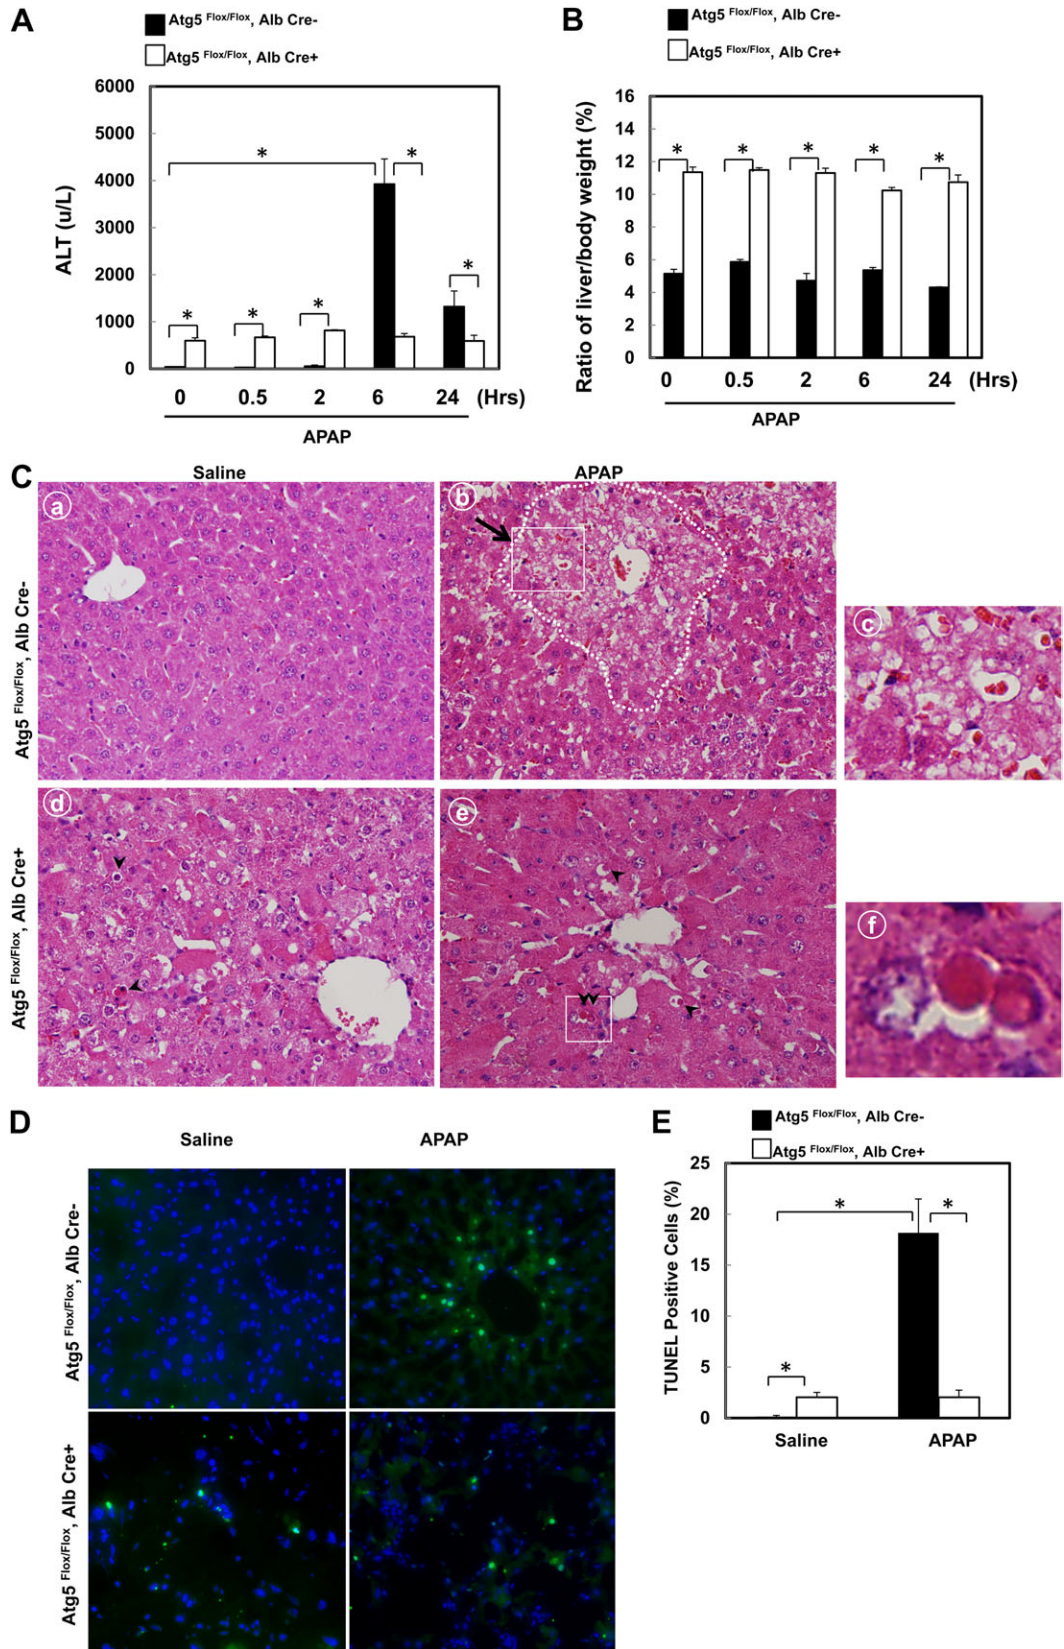 A
Atg5 Flox/Flox, Alb Cre-
Atg5 Flox/Flox, Alb Cre+
6000
5000
4000
3000
2000
1000
0
ALT (u/L)
*
*
*
*
*
*
0 0.5 2 6 24 (Hrs)
APAP
B
Atg5 Flox/Flox, Alb Cre-
Atg5 Flox/Flox, Alb Cre+
16
14
12
10
8
6
4
2
0
Ratio of liver/body weight (%)
* * * * *
0 0.5 2 6 24 (Hrs)
APAP
C
Saline APAP
Atg5 Flox/Flox, Alb Cre-
a b c
Atg5 Flox/Flox, Alb Cre+
d e f
D
Saline APAP
Atg5 Flox/Flox, Alb Cre-
Atg5 Flox/Flox, Alb Cre+
E
Atg5 Flox/Flox, Alb Cre-
Atg5 Flox/Flox, Alb Cre+
25
20
15
10
5
0
TUNEL Positive Cells (%)
* *
*
Saline APAP